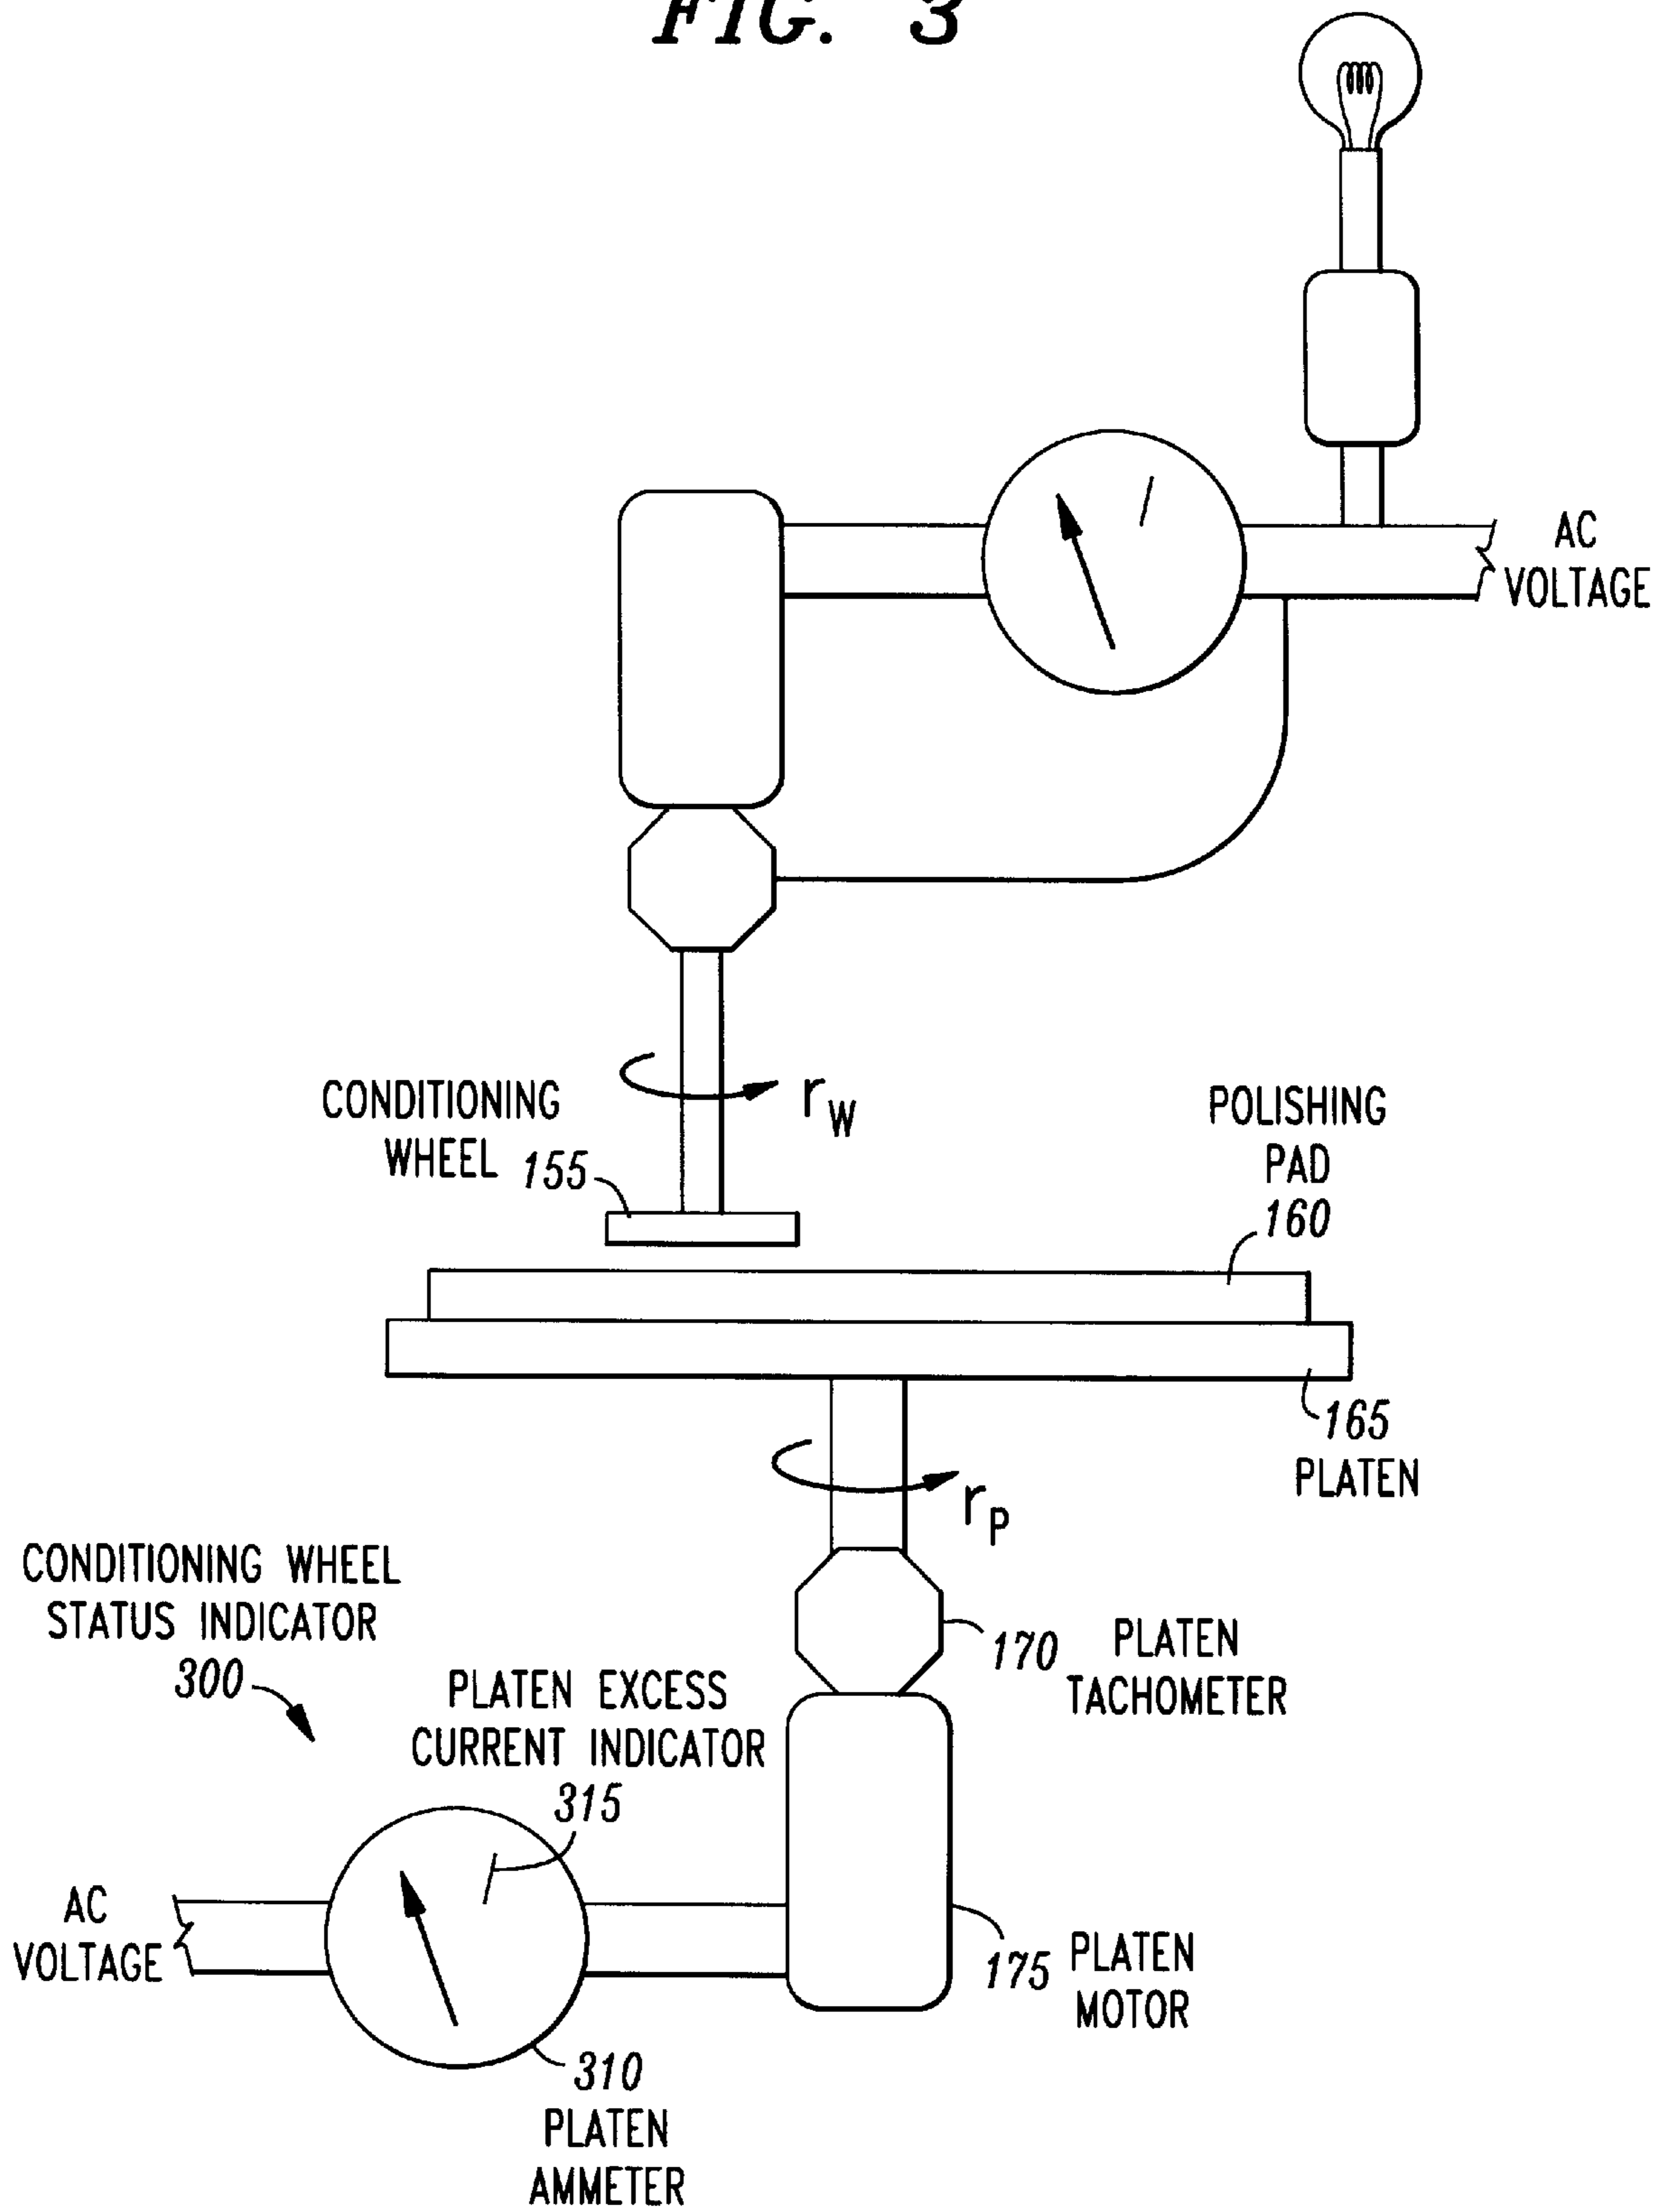 FIG. 3
AC
VOLTAGE
CONDITIONING
WHEEL 155
rW
POLISHING
PAD
160
165
PLATEN
rP
CONDITIONING WHEEL
STATUS INDICATOR
300
170 PLATEN
TACHOMETER
PLATEN EXCESS
CURRENT INDICATOR
315
AC
VOLTAGE
175 PLATEN
MOTOR
310
PLATEN
AMMETER